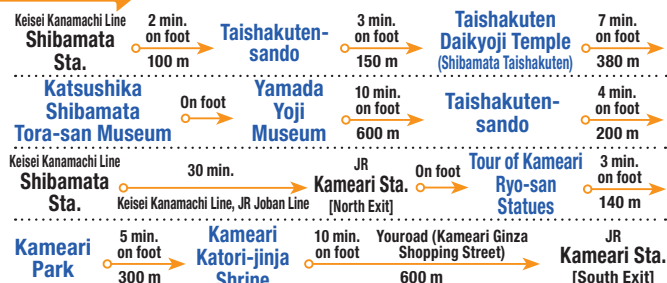 Keisei Kanamachi Line
Shibamata
Sta.
2 min.
on foot
100 m
Taishakuten-
sando
3 min.
on foot
150 m
Taishakuten
Daikyoji Temple
(Shibamata Taishakuten)
7 min.
on foot
380 m
Katsushika
Shibamata
Tora-san Museum
On foot
Yamada
Yoji
Museum
10 min.
on foot
600 m
Taishakuten-
sando
4 min.
on foot
200 m
Keisei Kanamachi Line
Shibamata
Sta.
30 min.
Keisei Kanamachi Line, JR Joban Line
JR
Kameari Sta.
[North Exit]
On foot
Tour of Kameari
Ryo-san
Statues
3 min.
on foot
140 m
Kameari
Park
5 min.
on foot
300 m
Kameari
Katori-jinja
Shrine
10 min.
on foot
Youroad (Kameari Ginza
Shopping Street)
600 m
JR
Kameari Sta.
[South Exit]